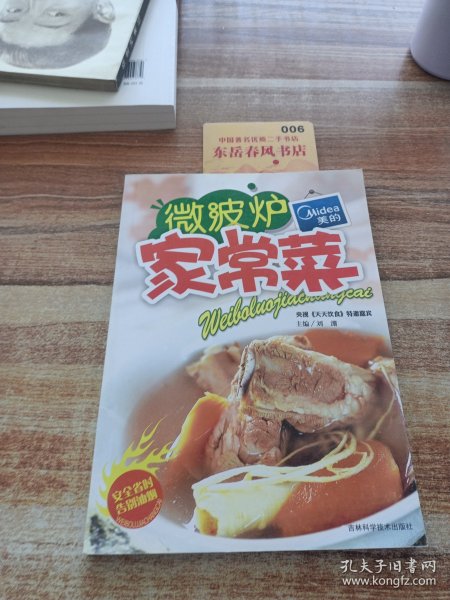 006
中国著名优秀二手书店
东岳春风书店
微波炉
Midea
美的
家常菜
Weiboluojiachangcai
央视《天天饮食》特邀嘉宾
主编/刘
安全省时
告别油烟
WEIBOLUJIACHANGCAI
吉林科学技术出版社
孔夫子旧书网
www.kongfz.com